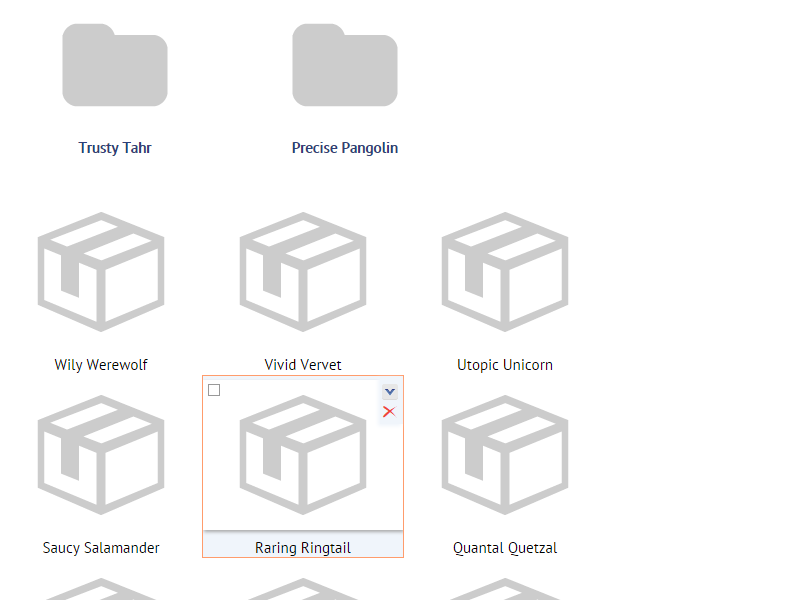 Trusty Tahr
Precise Pangolin
Wily Werewolf
Vivid Vervet
Utopic Unicorn
Saucy Salamander
Raring Ringtail
Quantal Quetzal